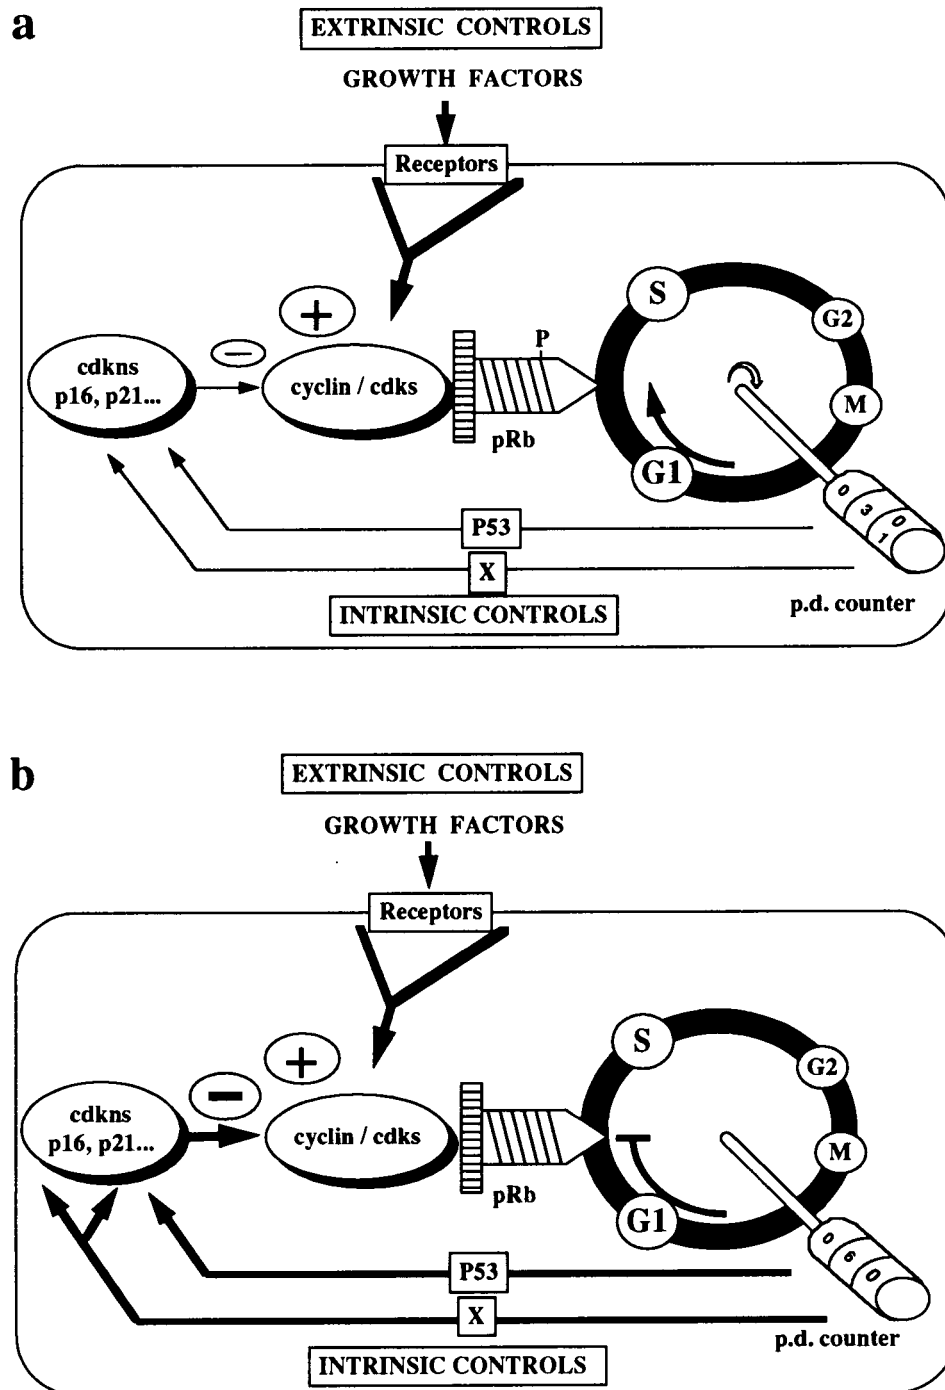 a
EXTRINSIC CONTROLS
GROWTH FACTORS
Receptors
S
G2
+
P
−
cdkns
p16, p21...
cyclin / cdks
M
pRb
G1
0 3 0 1
P53
X
p.d. counter
INTRINSIC CONTROLS
b
EXTRINSIC CONTROLS
GROWTH FACTORS
Receptors
S
+
G2
−
cdkns
p16, p21...
cyclin / cdks
M
pRb
G1
0 6 0
P53
X
p.d. counter
INTRINSIC CONTROLS